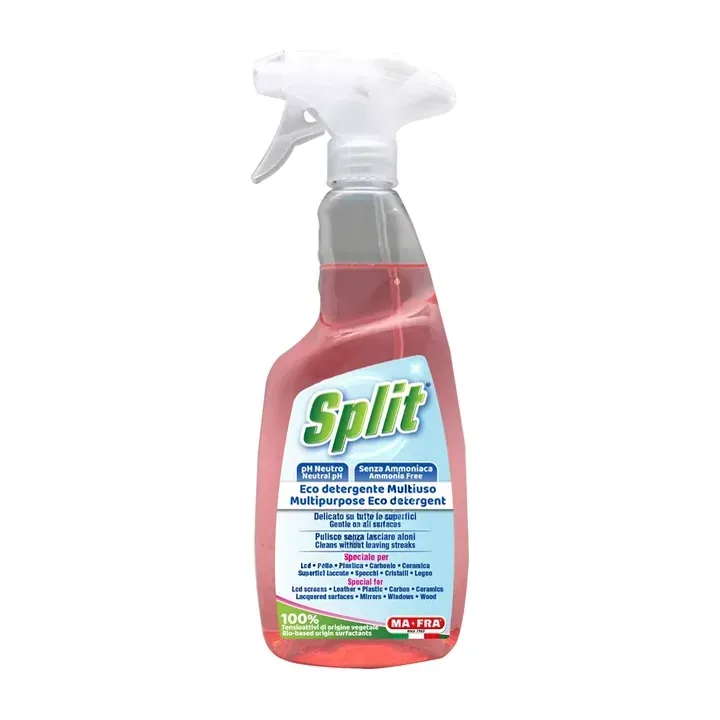 Split
pH Neutro
Neutral pH
Senza Ammoniaca
Ammonia Free
Eco detergente Multiuso
Multipurpose Eco detergent
Delicato su tutte le superfici
Gentle on all surfaces
Pulisce senza lasciare aloni
Cleans without leaving streaks
Speciale per
Lcd • Pelle • Plastica • Carbonio • Ceramica
Superfici laccate • Specchi • Cristalli • Legno
Special for
Lcd screens • Leather • Plastic • Carbon • Ceramics
Lacquered surfaces • Mirrors • Windows • Wood
100%
Tensioattivi di origine vegetale
Bio-based origin surfactants
MA•FRA